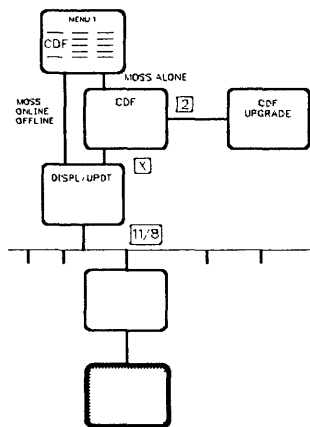 MENU 1
CDF
MOSS ALONE
MOSS
ONLINE
OFFLINE
CDF
2
CDF
UPGRADE
X
DISPL/UPDT
11/8